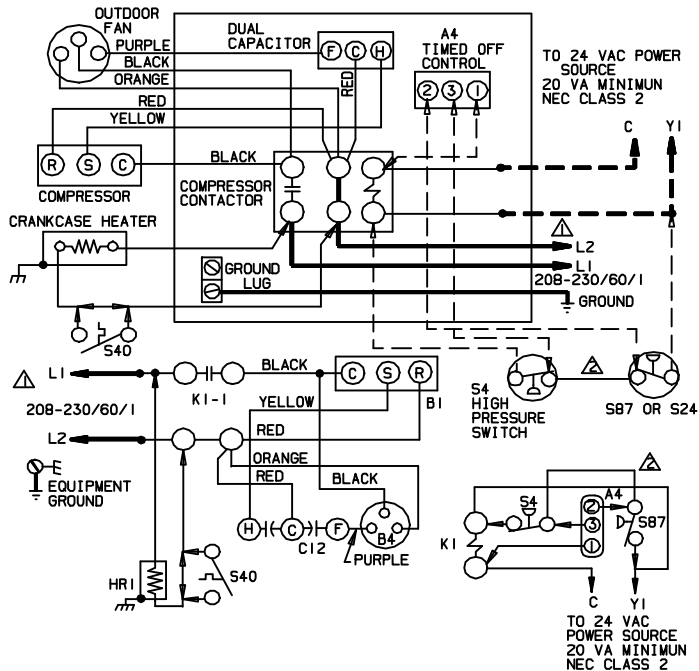 OUTDOOR
FAN
DUAL
CAPACITOR
F C H
PURPLE
BLACK
ORANGE
RED
RED
YELLOW
A4
TIMED OFF
CONTROL
2 3 1
TO 24 VAC POWER
SOURCE
20 VA MINIMUN
NEC CLASS 2
C Y1
R S C
COMPRESSOR
BLACK
COMPRESSOR
CONTACTOR
CRANKCASE HEATER
S40
GROUND
LUG
1
L2
L1
208-230/60/1
GROUND
S4
HIGH
PRESSURE
SWITCH
2
S87 OR S24
1
L1
208-230/60/1
L2
K1-1
BLACK
C S R
B1
YELLOW
RED
ORANGE
RED
BLACK
EQUIPMENT
GROUND
H C F
C12
B4
PURPLE
HR1
S40
2
S4
A4
2
3
1
S87
K1
C Y1
TO 24 VAC
POWER SOURCE
20 VA MINIMUN
NEC CLASS 2